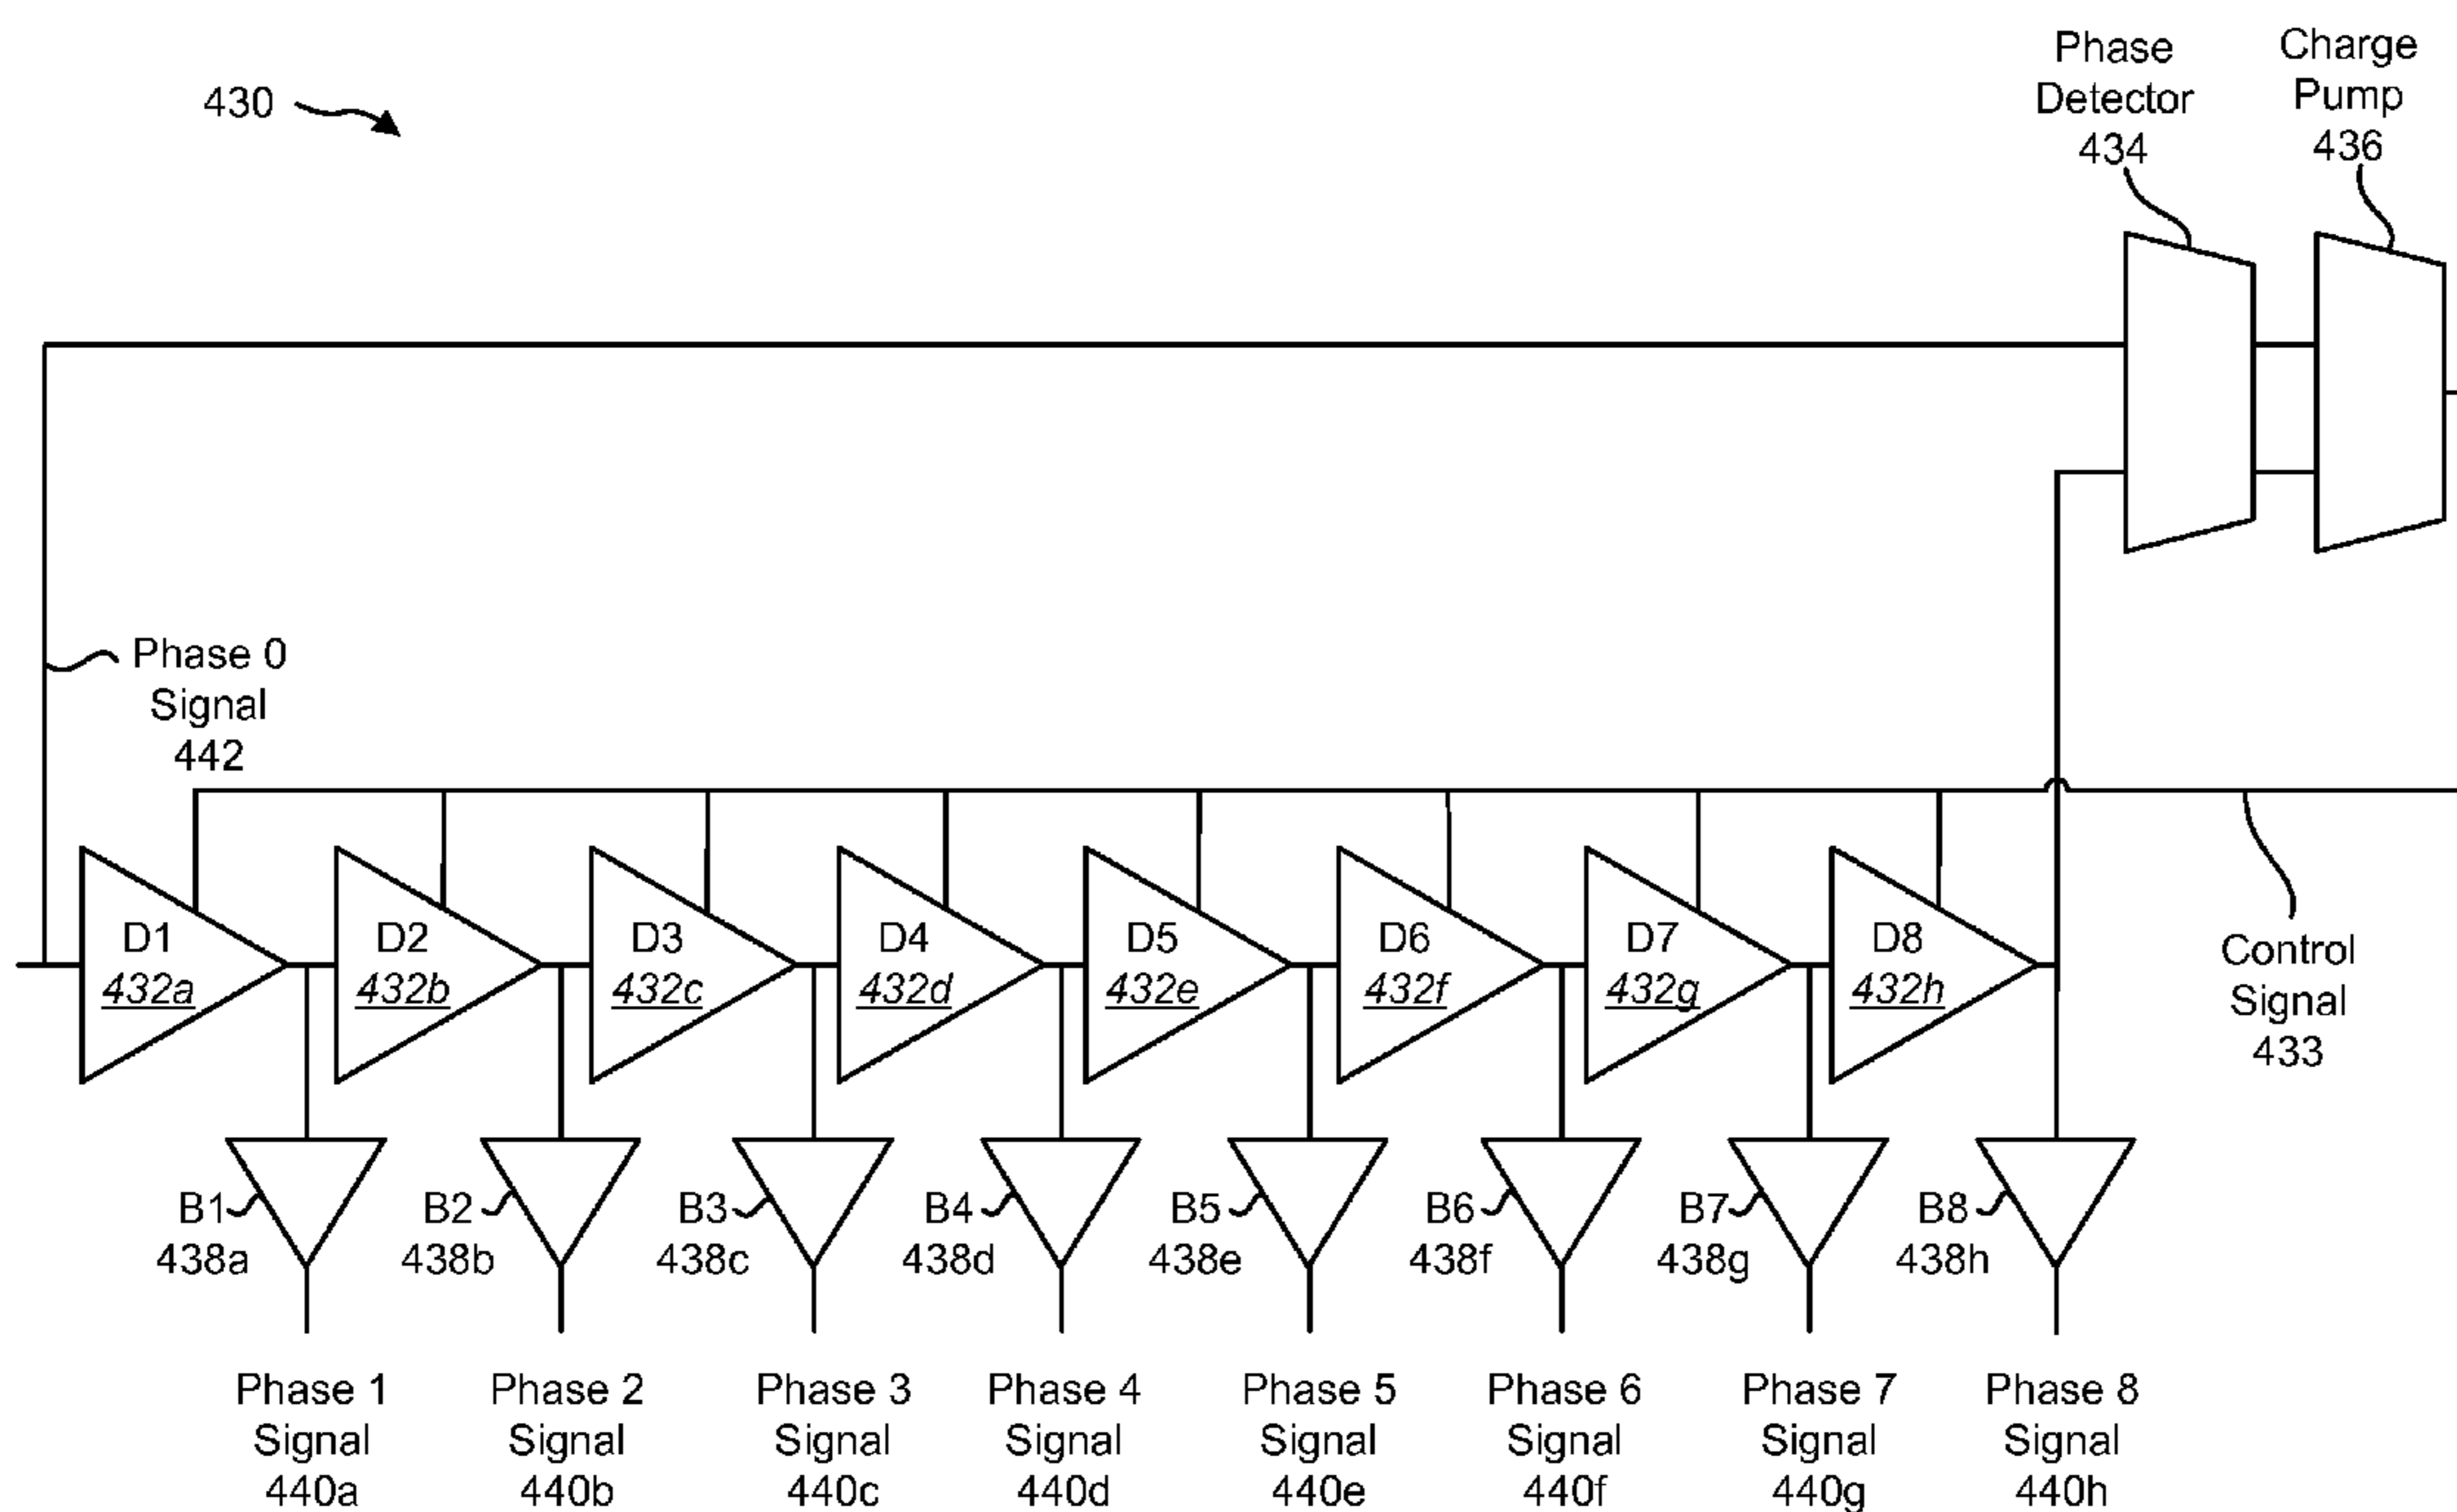 430
Phase
Detector
434
Charge
Pump
436
Phase 0
Signal
442
D1
432a
D2
432b
D3
432c
D4
432d
D5
432e
D6
432f
D7
432g
D8
432h
Control
Signal
433
B1
438a
B2
438b
B3
438c
B4
438d
B5
438e
B6
438f
B7
438g
B8
438h
Phase 1
Signal
440a
Phase 2
Signal
440b
Phase 3
Signal
440c
Phase 4
Signal
440d
Phase 5
Signal
440e
Phase 6
Signal
440f
Phase 7
Signal
440g
Phase 8
Signal
440h